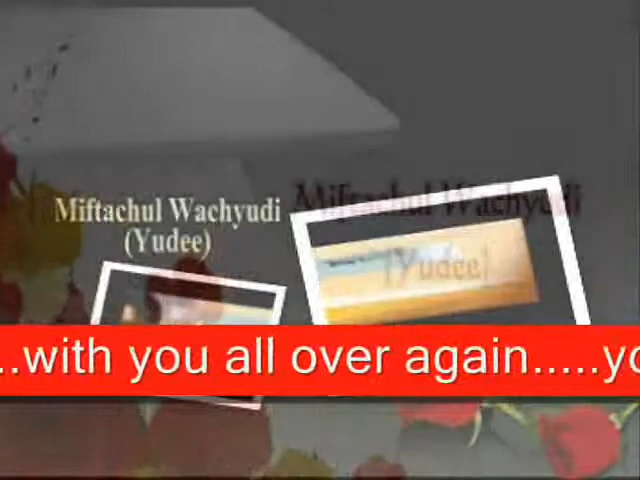 Miftachul Wachyudi
(Yudee)
Miftachul Wachyudi
(Yudee)
..with you all over again.....yo